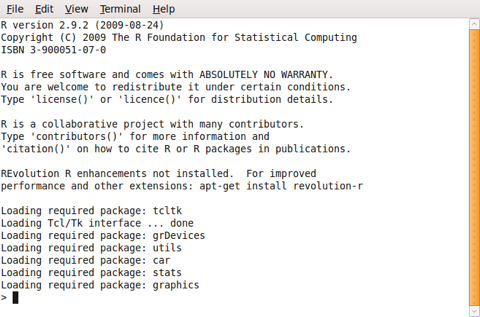 File Edit View Terminal Help
R version 2.9.2 (2009-08-24)
Copyright (C) 2009 The R Foundation for Statistical Computing
ISBN 3-900051-07-0
R is free software and comes with ABSOLUTELY NO WARRANTY.
You are welcome to redistribute it under certain conditions.
Type 'license()' or 'licence()' for distribution details.
R is a collaborative project with many contributors.
Type 'contributors()' for more information and
'citation()' on how to cite R or R packages in publications.
REvolution R enhancements not installed.  For improved
performance and other extensions: apt-get install revolution-r
Loading required package: tcltk
Loading Tcl/Tk interface ... done
Loading required package: grDevices
Loading required package: utils
Loading required package: car
Loading required package: stats
Loading required package: graphics
>